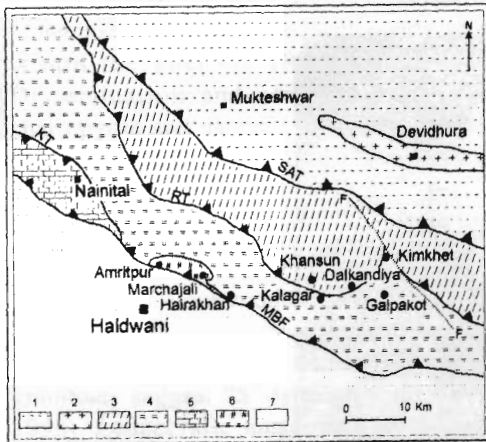 N
Mukteshwar
Devidhura
KT
SAT
F
Nainital
RT
Khansun
Kimkhet
Dalkandiya
Amritpur
Marchajali
Hairakhan
Kalagar
Galpakot
Haldwani
MBF
F
1 2 3 4 5 6 7
0 10 Km